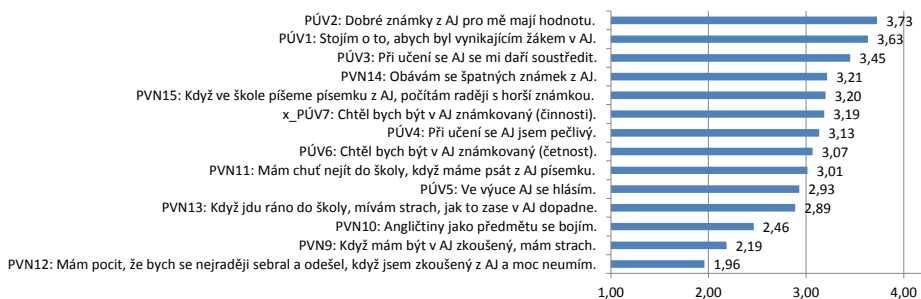 PÚV2: Dobré známky z AJ pro mě mají hodnotu. 3,73
PÚV1: Stojím o to, abych byl vynikajícím žákem v AJ. 3,63
PÚV3: Při učení se AJ se mi daří soustředit. 3,45
PVN14: Obávám se špatných známek z AJ. 3,21
PVN15: Když ve škole píšeme písemku z AJ, počítám raději s horší známkou. 3,20
x_PÚV7: Chtěl bych být v AJ známkovaný (činnosti). 3,19
PÚV4: Při učení se AJ jsem pečlivý. 3,13
PÚV6: Chtěl bych být v AJ známkovaný (četnost). 3,07
PVN11: Mám chuť nejít do školy, když máme psát z AJ písemku. 3,01
PÚV5: Ve výuce AJ se hlásím. 2,93
PVN13: Když jdu ráno do školy, mívám strach, jak to zase v AJ dopadne. 2,89
PVN10: Angličtiny jako předmětu se bojím. 2,46
PVN9: Když mám být v AJ zkoušený, mám strach. 2,19
PVN12: Mám pocit, že bych se nejraději sebral a odešel, když jsem zkoušený z AJ a moc neumím. 1,96
1,00 2,00 3,00 4,00